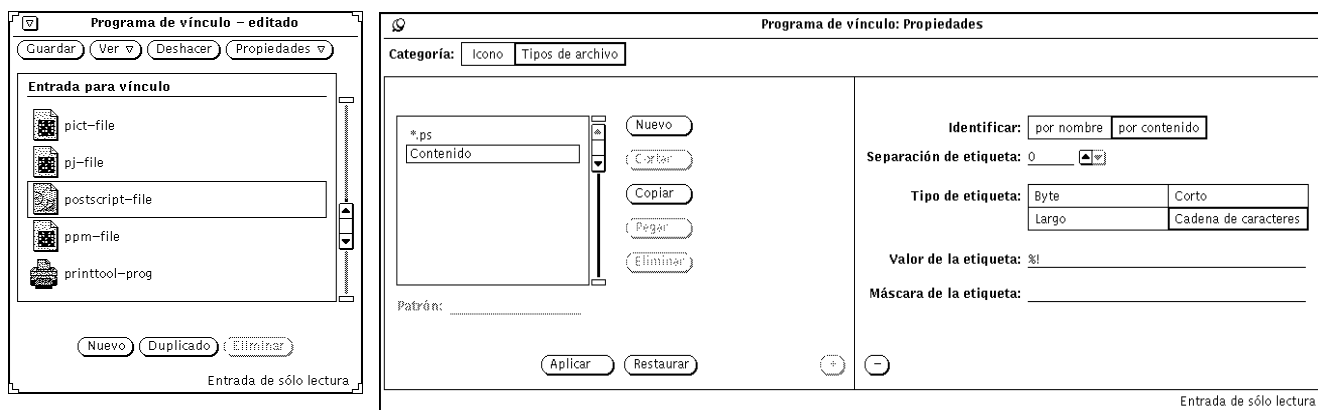 Programa de vínculo – editado
Guardar Ver Deshacer Propiedades
Entrada para vínculo
pict–file
pj–file
postscript–file
ppm–file
printtool–prog
Nuevo Duplicado Eliminar
Entrada de sólo lectura
Programa de vínculo: Propiedades
Categoría: Icono Tipos de archivo
*.ps
Contenido
Nuevo
Cortar
Copiar
Pegar
Eliminar
Patrón:
Aplicar Restaurar +
Identificar: por nombre por contenido
Separación de etiqueta: 0
Tipo de etiqueta: Byte Corto
Largo Cadena de caracteres
Valor de la etiqueta: %!
Máscara de la etiqueta:
–
Entrada de sólo lectura